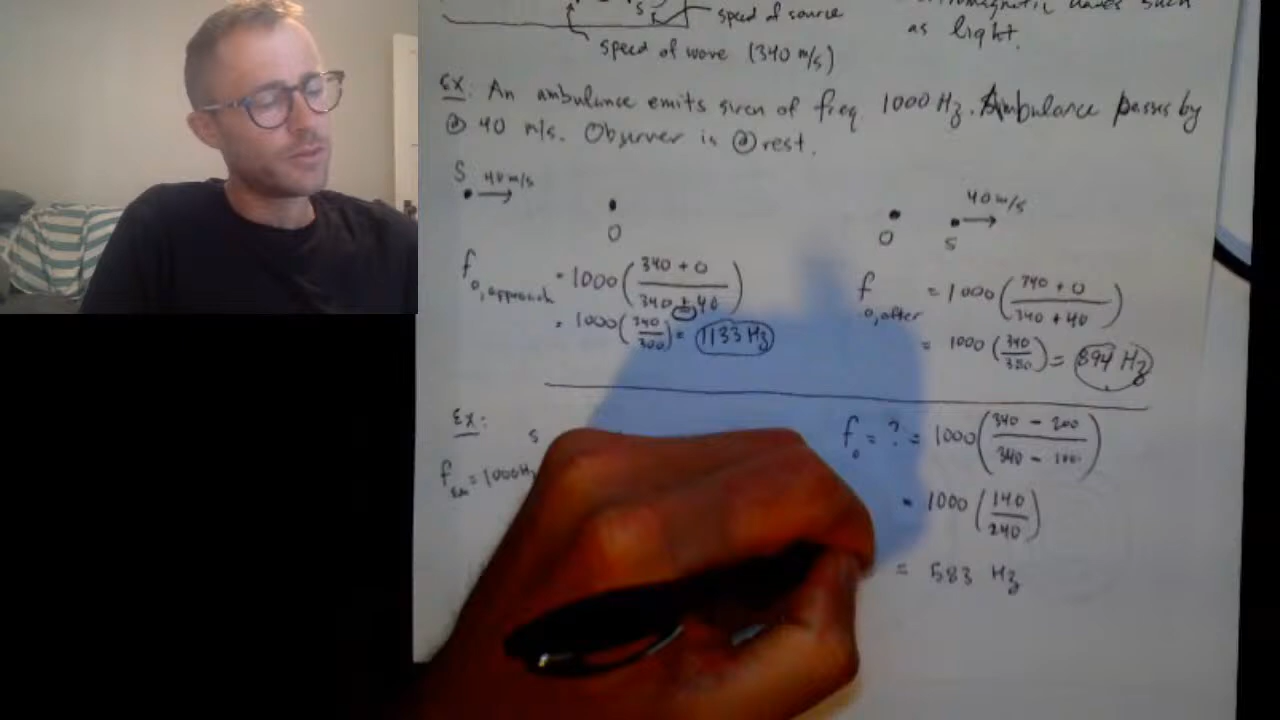 speed of source
speed of wave (340 m/s)
such
as light.
Ex: An ambulance emits siren of freq. 1000 Hz. Ambulance passes by
@ 40 m/s. Observer is @ rest.
S 40 m/s
O
40 m/s
O S
f o, approach = 1000 (340 + 0 / 340 - 40)
= 1000 (340 / 300) = 1133 Hz
f o, after = 1000 (340 + 0 / 340 + 40)
= 1000 (340 / 380) = 894 Hz
Ex:
S
= 1000 Hz
f o = ? = 1000 (340 - 200 / 340 - 100)
= 1000 (140 / 240)
= 583 Hz